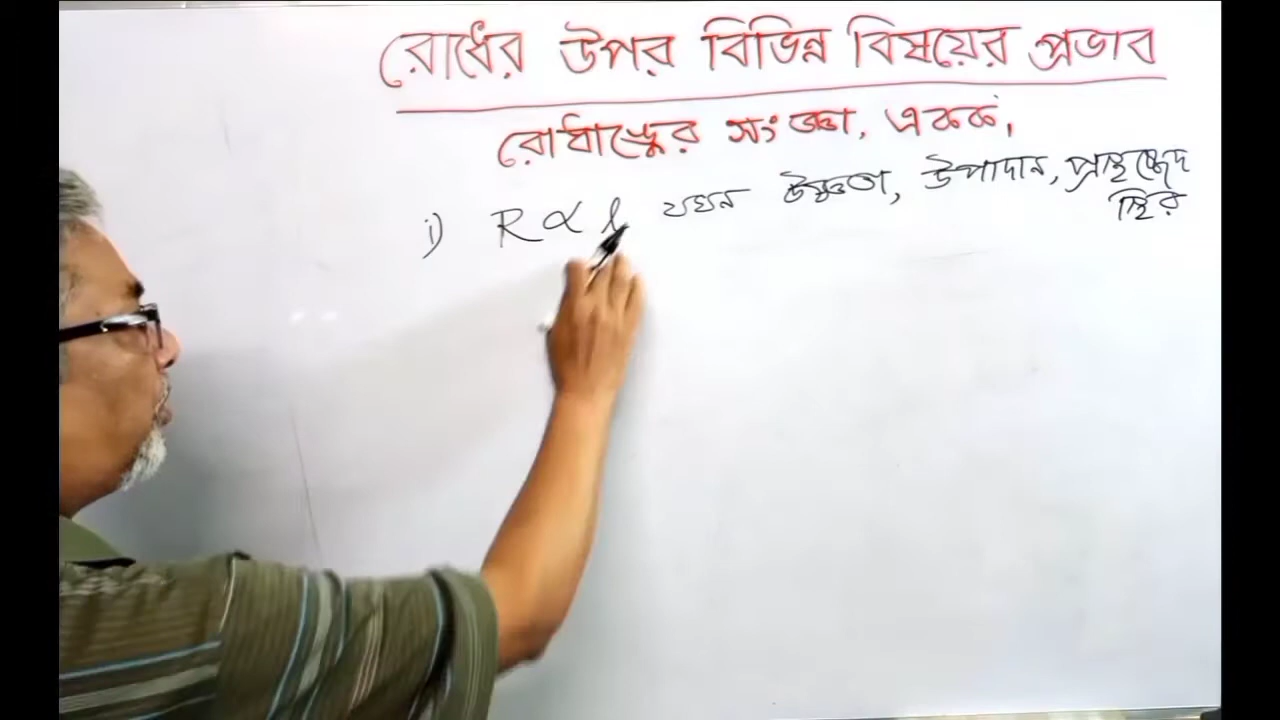 রোধের উপর বিভিন্ন বিষয়ের প্রভাব
রোধাঙ্কের সংজ্ঞা, একক,
i) R ∝ l যখন উষ্ণতা, উপাদান, প্রস্থচ্ছেদ
স্থির